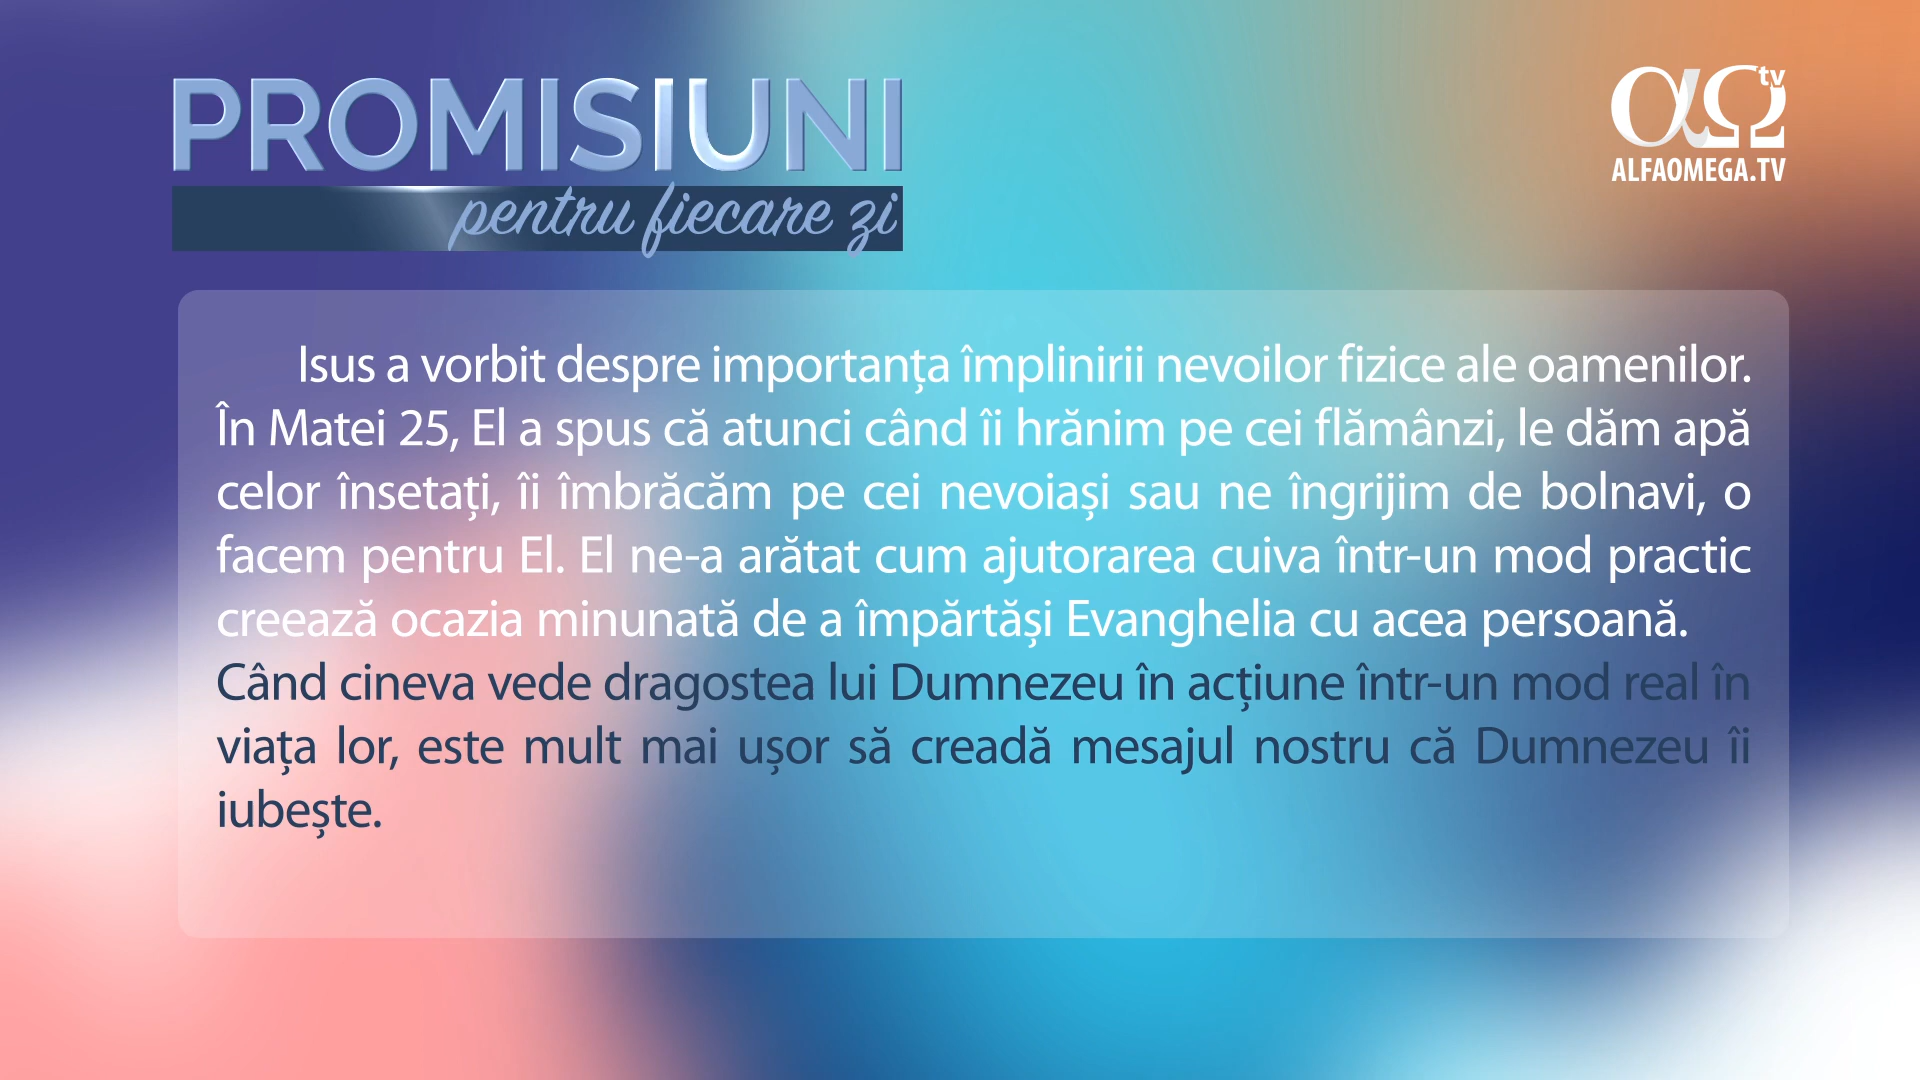 PROMISIUNI
pentru fiecare zi
αΩ tv
ALFAOMEGA.TV
Isus a vorbit despre importanța împlinirii nevoilor fizice ale oamenilor.
În Matei 25, El a spus că atunci când îi hrănim pe cei flămânzi, le dăm apă
celor însetați, îi îmbrăcăm pe cei nevoiași sau ne îngrijim de bolnavi, o
facem pentru El. El ne-a arătat cum ajutorarea cuiva într-un mod practic
creează ocazia minunată de a împărtăși Evanghelia cu acea persoană.
Când cineva vede dragostea lui Dumnezeu în acțiune într-un mod real în
viața lor, este mult mai ușor să creadă mesajul nostru că Dumnezeu îi
iubește.